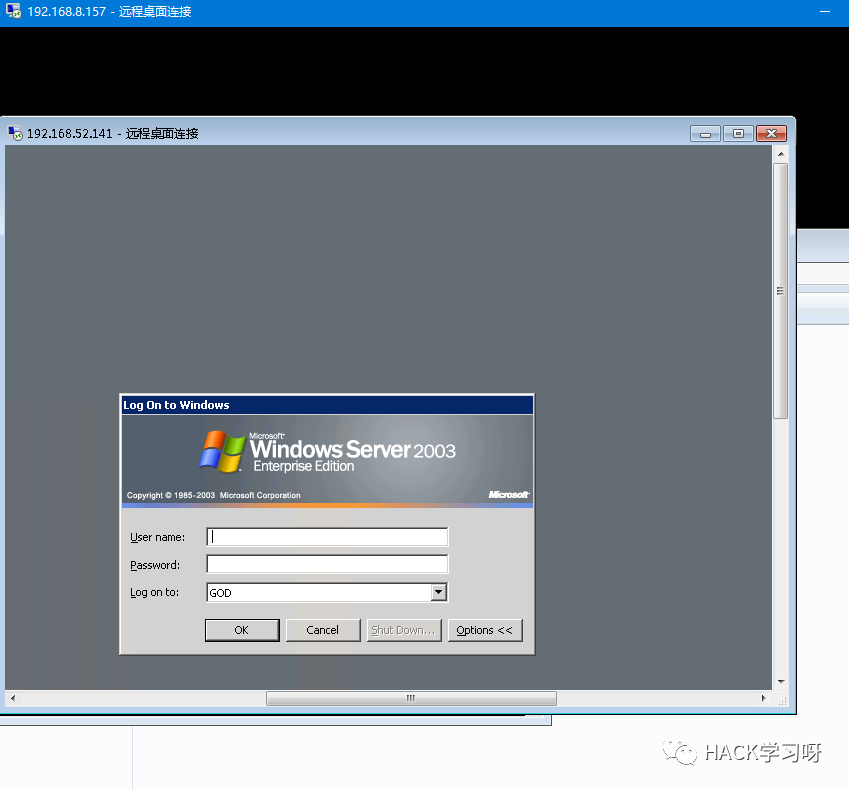 192.168.8.157 - 远程桌面连接
192.168.52.141 - 远程桌面连接
Log On to Windows
Microsoft®
Windows Server 2003
Enterprise Edition
Copyright © 1985-2003 Microsoft Corporation
Microsoft®
User name:
Password:
Log on to:
GOD
OK
Cancel
Shut Down...
Options <<
HACK学习呀